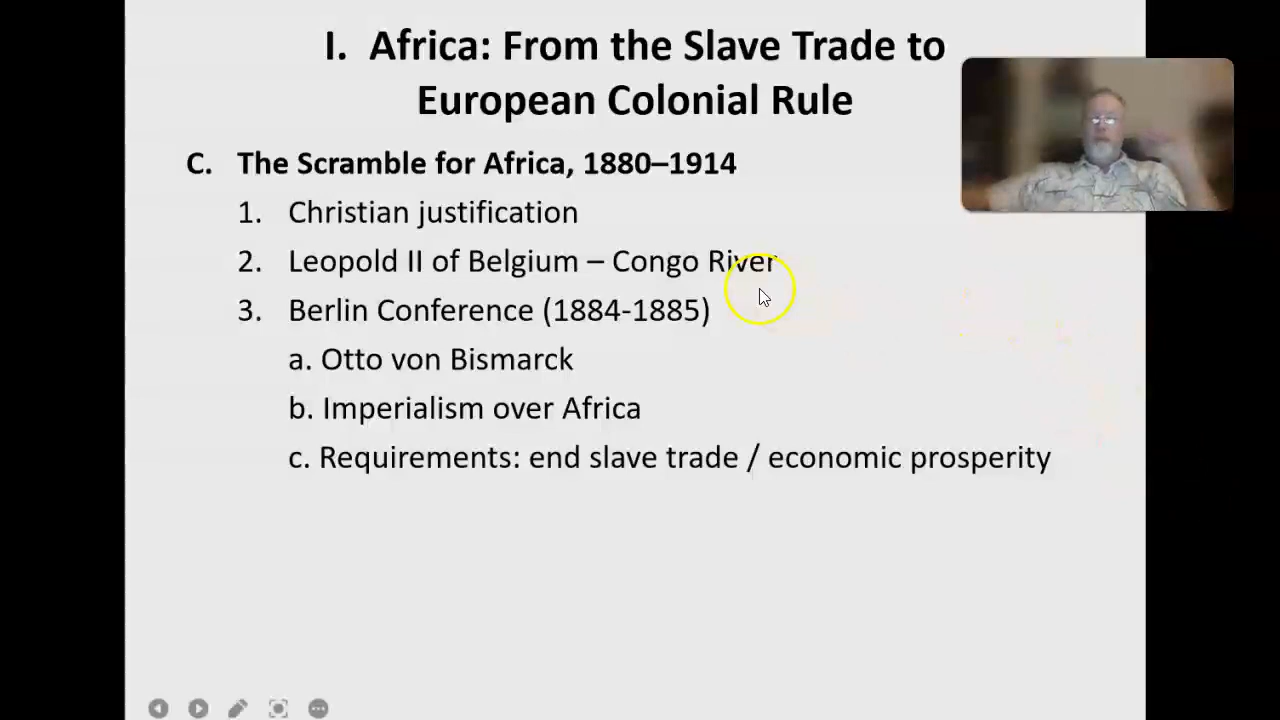 I. Africa: From the Slave Trade to
European Colonial Rule
C. The Scramble for Africa, 1880–1914
1. Christian justification
2. Leopold II of Belgium – Congo River
3. Berlin Conference (1884-1885)
a. Otto von Bismarck
b. Imperialism over Africa
c. Requirements: end slave trade / economic prosperity